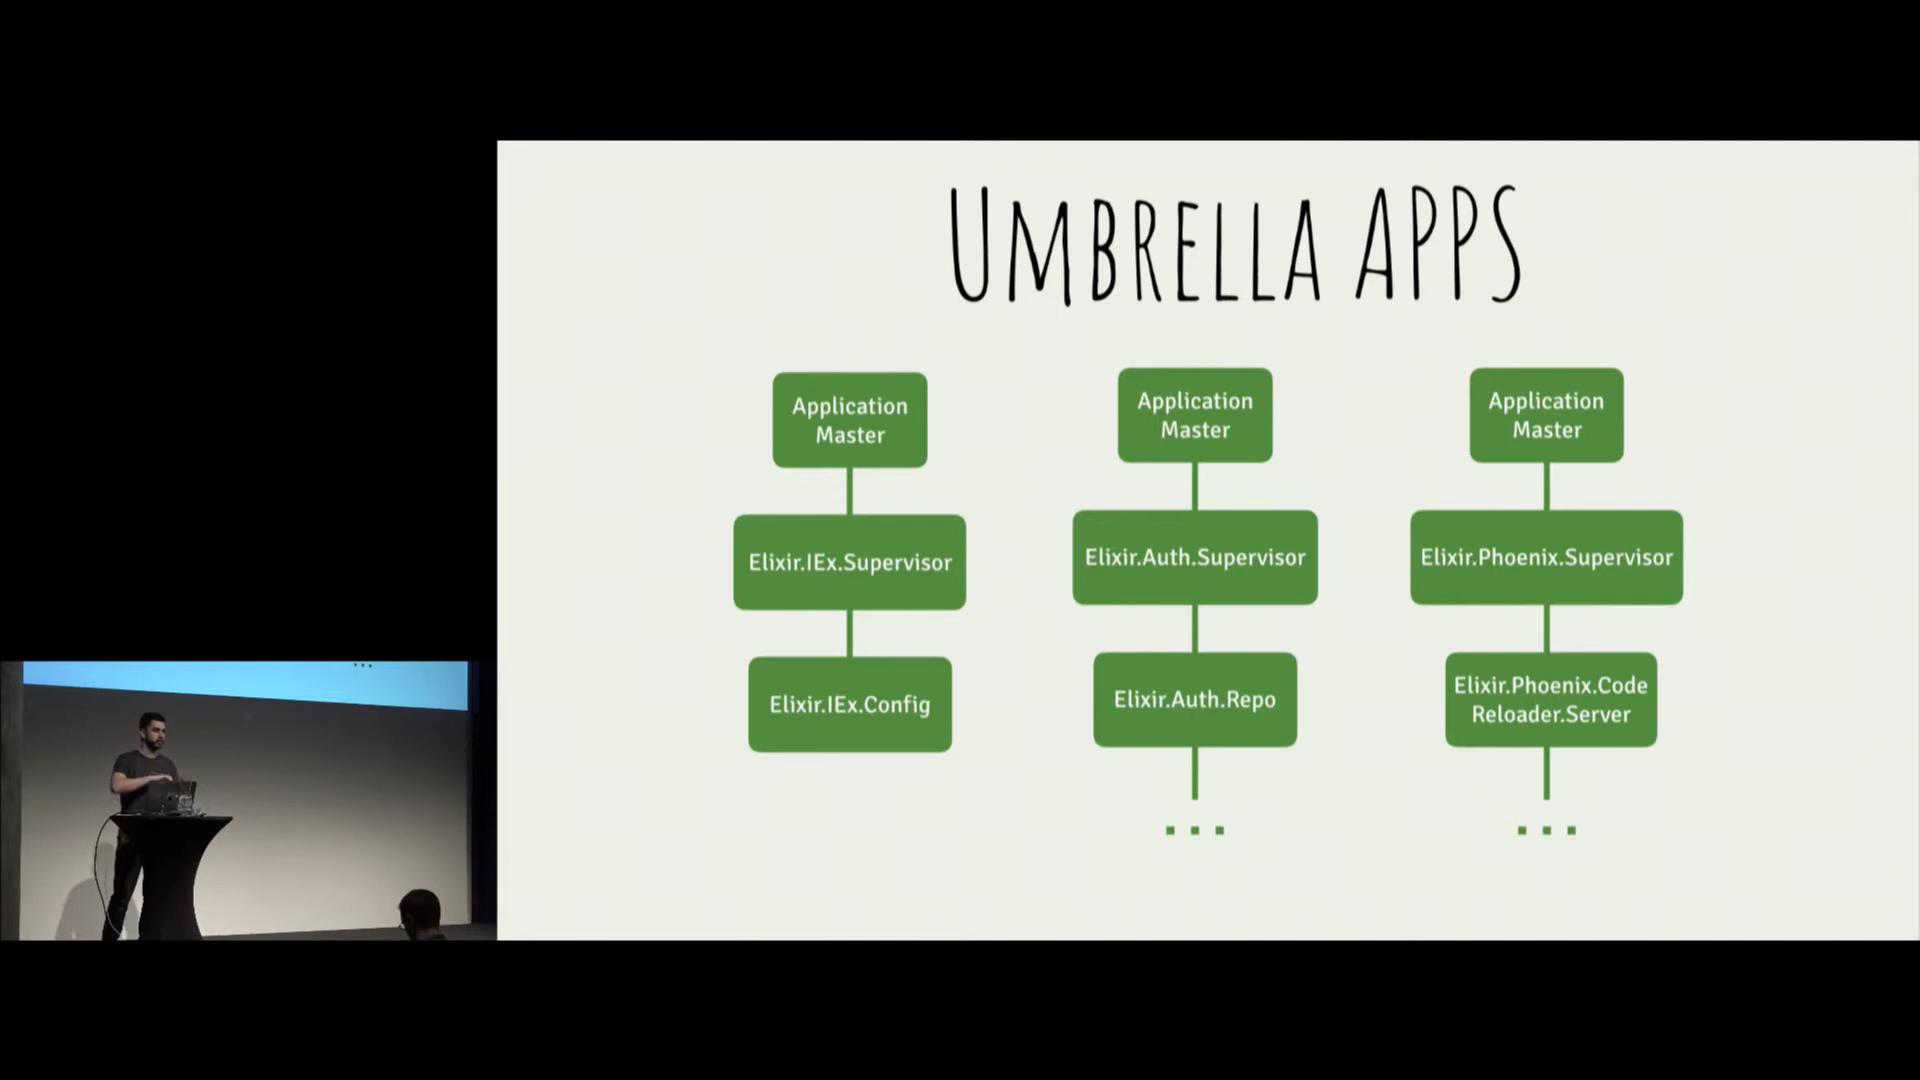 UMBRELLA APPS
Application
Master
Elixir.IEx.Supervisor
Elixir.IEx.Config
Application
Master
Elixir.Auth.Supervisor
Elixir.Auth.Repo
...
Application
Master
Elixir.Phoenix.Supervisor
Elixir.Phoenix.Code
Reloader.Server
...